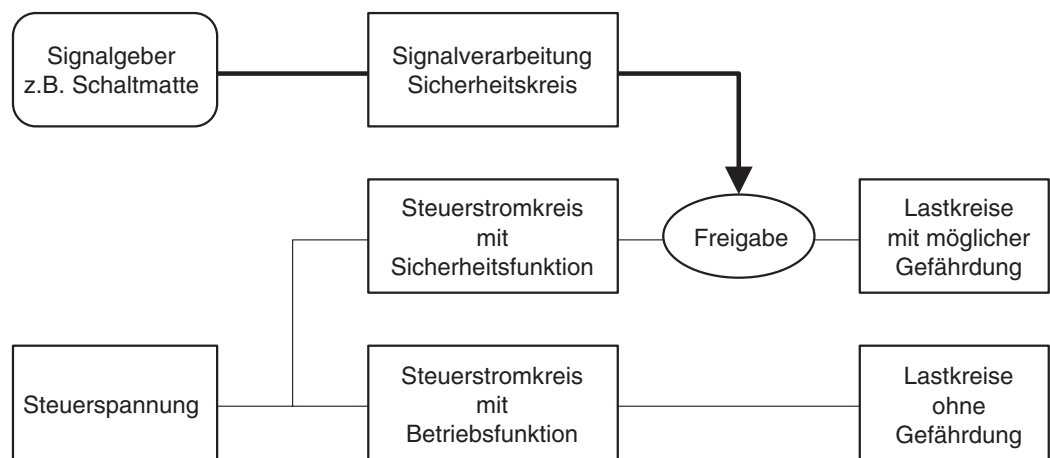 Signalgeber
z.B. Schaltmatte
Signalverarbeitung
Sicherheitskreis
Steuerstromkreis
mit
Sicherheitsfunktion
Freigabe
Lastkreise
mit möglicher
Gefährdung
Steuerspannung
Steuerstromkreis
mit
Betriebsfunktion
Lastkreise
ohne
Gefährdung